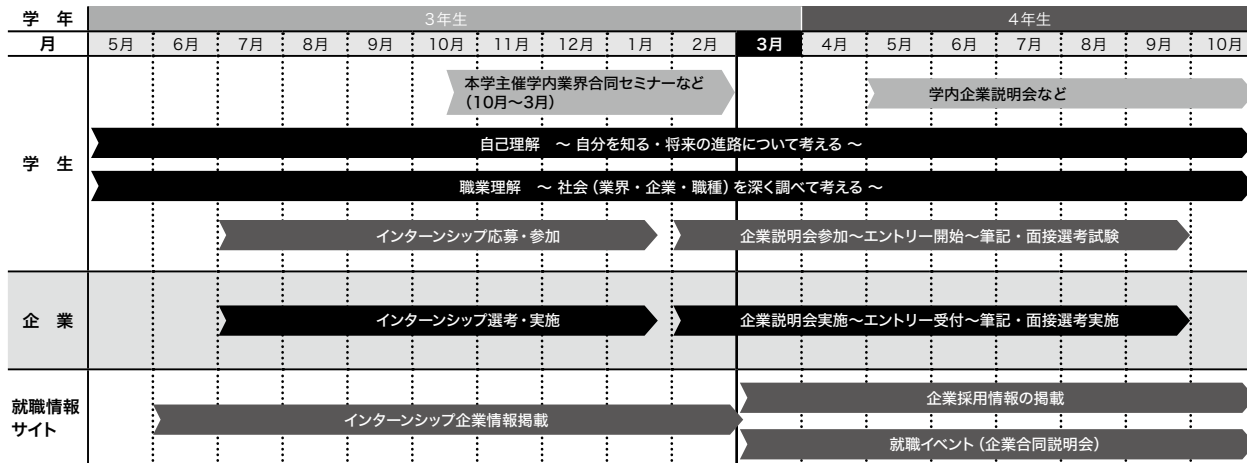 学 年 3年生 4年生
月 5月 6月 7月 8月 9月 10月 11月 12月 1月 2月 3月 4月 5月 6月 7月 8月 9月 10月
学 生
本学主催学内業界合同セミナーなど
（10月～3月）
学内企業説明会など
自己理解 ～ 自分を知る・将来の進路について考える ～
職業理解 ～ 社会（業界・企業・職種）を深く調べて考える ～
インターンシップ応募・参加
企業説明会参加～エントリー開始～筆記・面接選考試験
企 業
インターンシップ選考・実施
企業説明会実施～エントリー受付～筆記・面接選考実施
就職情報
サイト
インターンシップ企業情報掲載
企業採用情報の掲載
就職イベント（企業合同説明会）